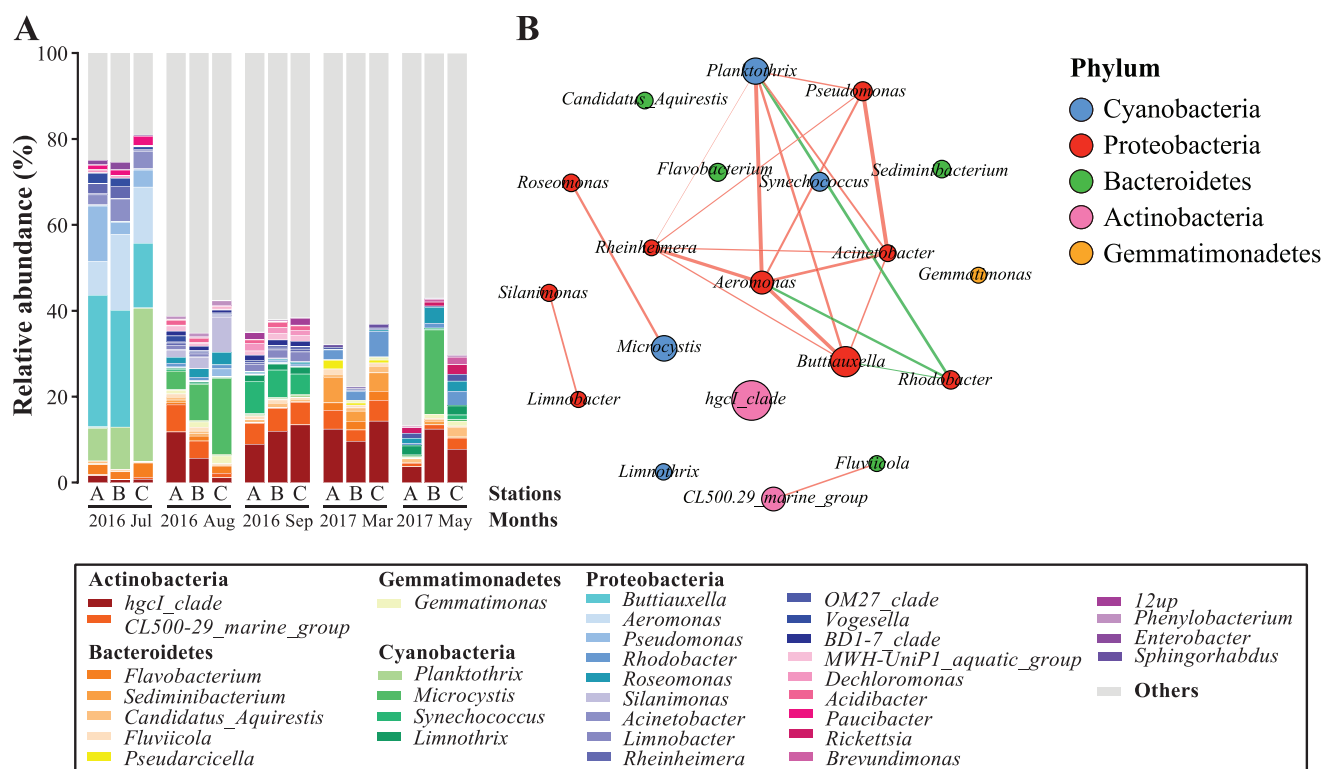 A
B
100
80
60
40
20
0
Relative abundance (%)
A B C A B C A B C A B C A B C Stations
2016 Jul 2016 Aug 2016 Sep 2017 Mar 2017 May Months
Planktothrix
Pseudomonas
Candidatus_Aquirestis
Flavobacterium
Synechococcus
Sediminibacterium
Roseomonas
Rheinheimera
Acinetobacter
Gemmatimonas
Silanimonas
Aeromonas
Microcystis
Buttiauxella
Rhodobacter
Limnobacter
hgcI_clade
Limnothrix
Fluviicola
CL500.29_marine_group
Phylum
Cyanobacteria
Proteobacteria
Bacteroidetes
Actinobacteria
Gemmatimonadetes
Actinobacteria
hgcI_clade
CL500-29_marine_group
Bacteroidetes
Flavobacterium
Sediminibacterium
Candidatus_Aquirestis
Fluviicola
Pseudarcicella
Gemmatimonadetes
Gemmatimonas
Cyanobacteria
Planktothrix
Microcystis
Synechococcus
Limnothrix
Proteobacteria
Buttiauxella
Aeromonas
Pseudomonas
Rhodobacter
Roseomonas
Silanimonas
Acinetobacter
Limnobacter
Rheinheimera
OM27_clade
Vogesella
BD1-7_clade
MWH-UniP1_aquatic_group
Dechloromonas
Acidibacter
Paucibacter
Rickettsia
Brevundimonas
12up
Phenylobacterium
Enterobacter
Sphingorhabdus
Others